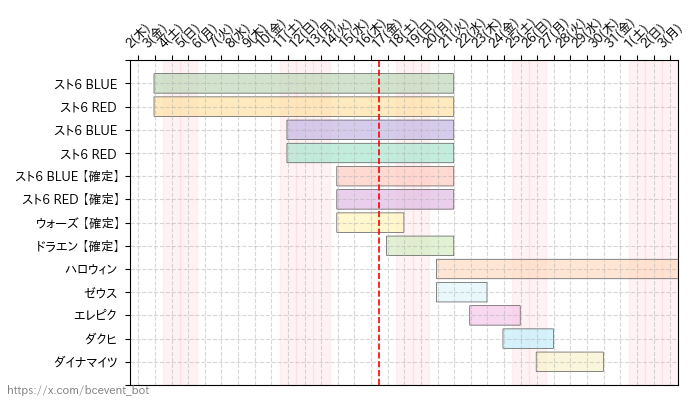 2(木) 3(金) 4(土) 5(日) 6(月) 7(火) 8(水) 9(木) 10(金) 11(土) 12(日) 13(月) 14(火) 15(水) 16(木) 17(金) 18(土) 19(日) 20(月) 21(火) 22(水) 23(木) 24(金) 25(土) 26(日) 27(月) 28(火) 29(水) 30(木) 31(金) 1(土) 2(日) 3(月)
スト6 BLUE
スト6 RED
スト6 BLUE
スト6 RED
スト6 BLUE【確定】
スト6 RED【確定】
ウォーズ【確定】
ドラエン【確定】
ハロウィン
ゼウス
エレピク
ダクヒ
ダイナマイツ
https://x.com/bcevent_bot